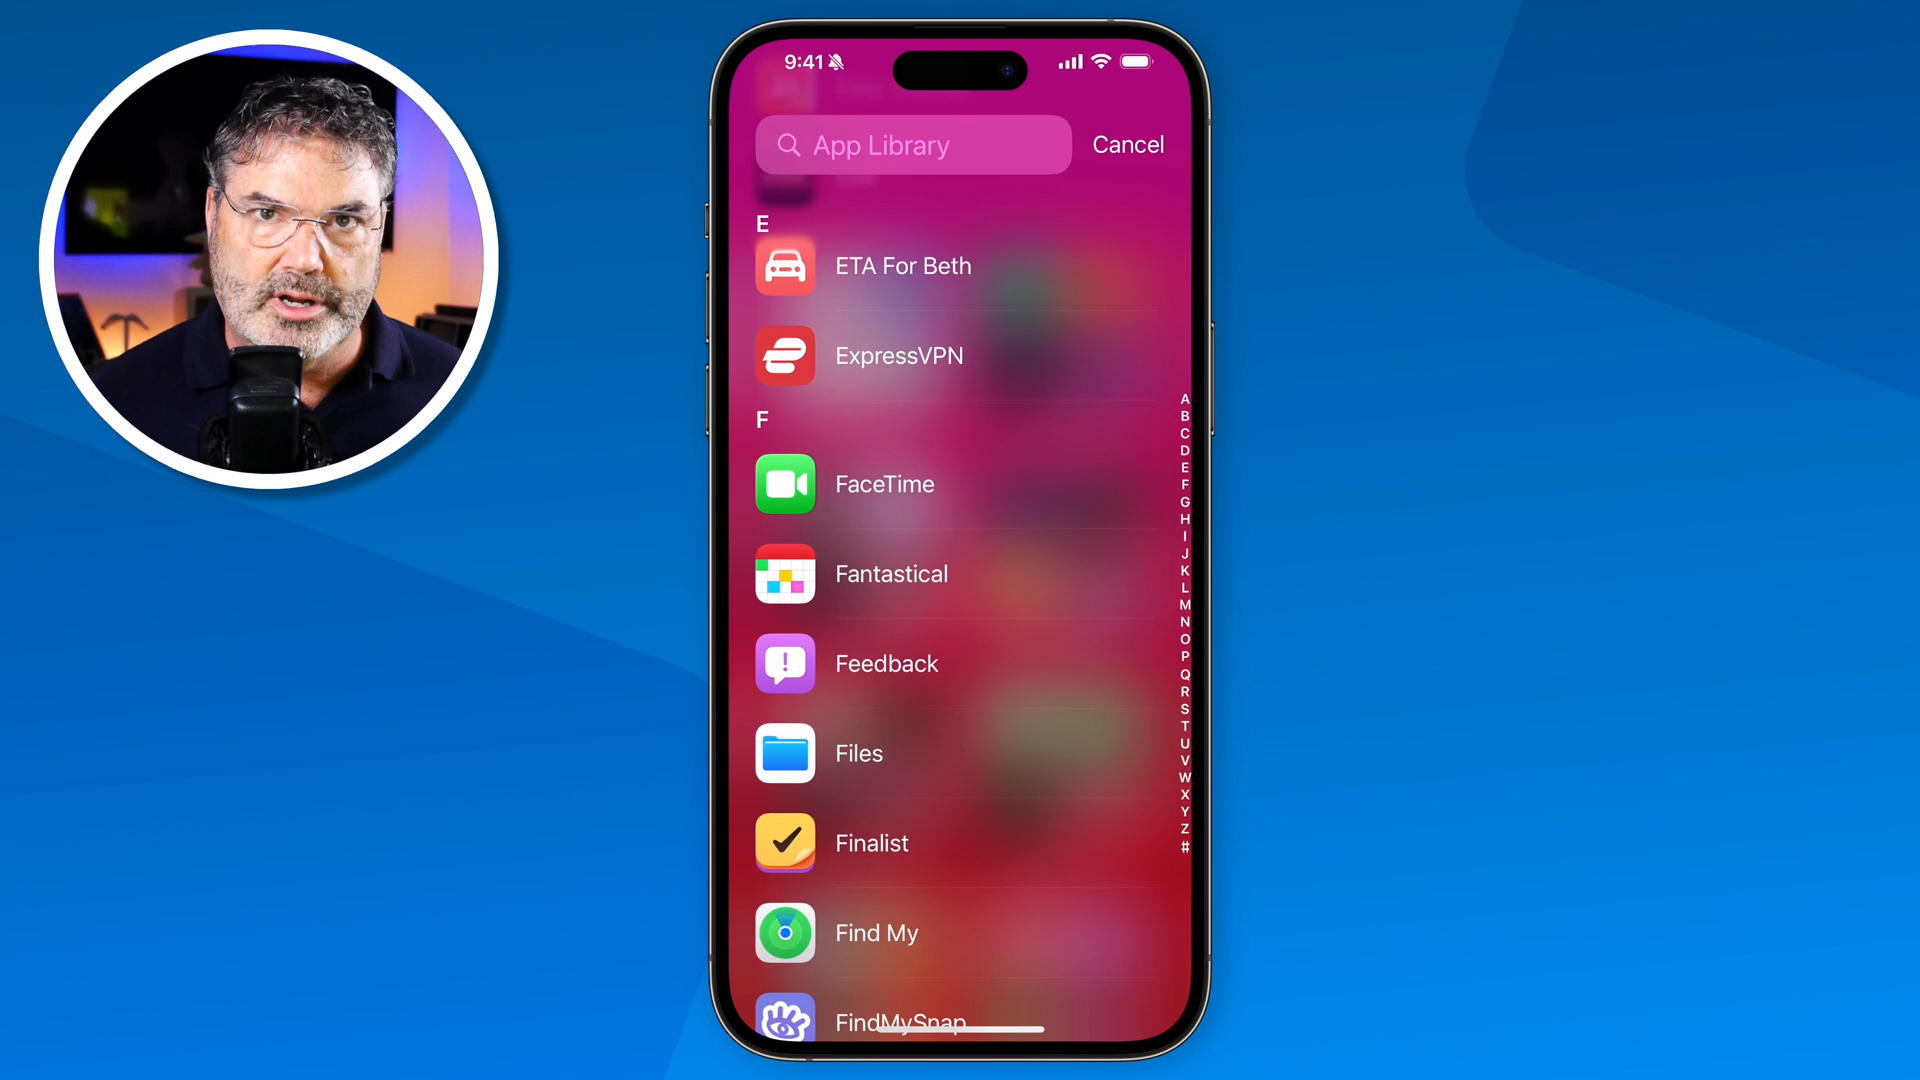 9:41
App Library
Cancel
E
ETA For Beth
ExpressVPN
F
FaceTime
Fantastical
Feedback
Files
Finalist
Find My
FindMySnap
A
B
C
D
E
F
G
H
I
J
K
L
M
N
O
P
Q
R
S
T
U
V
W
X
Y
Z
#